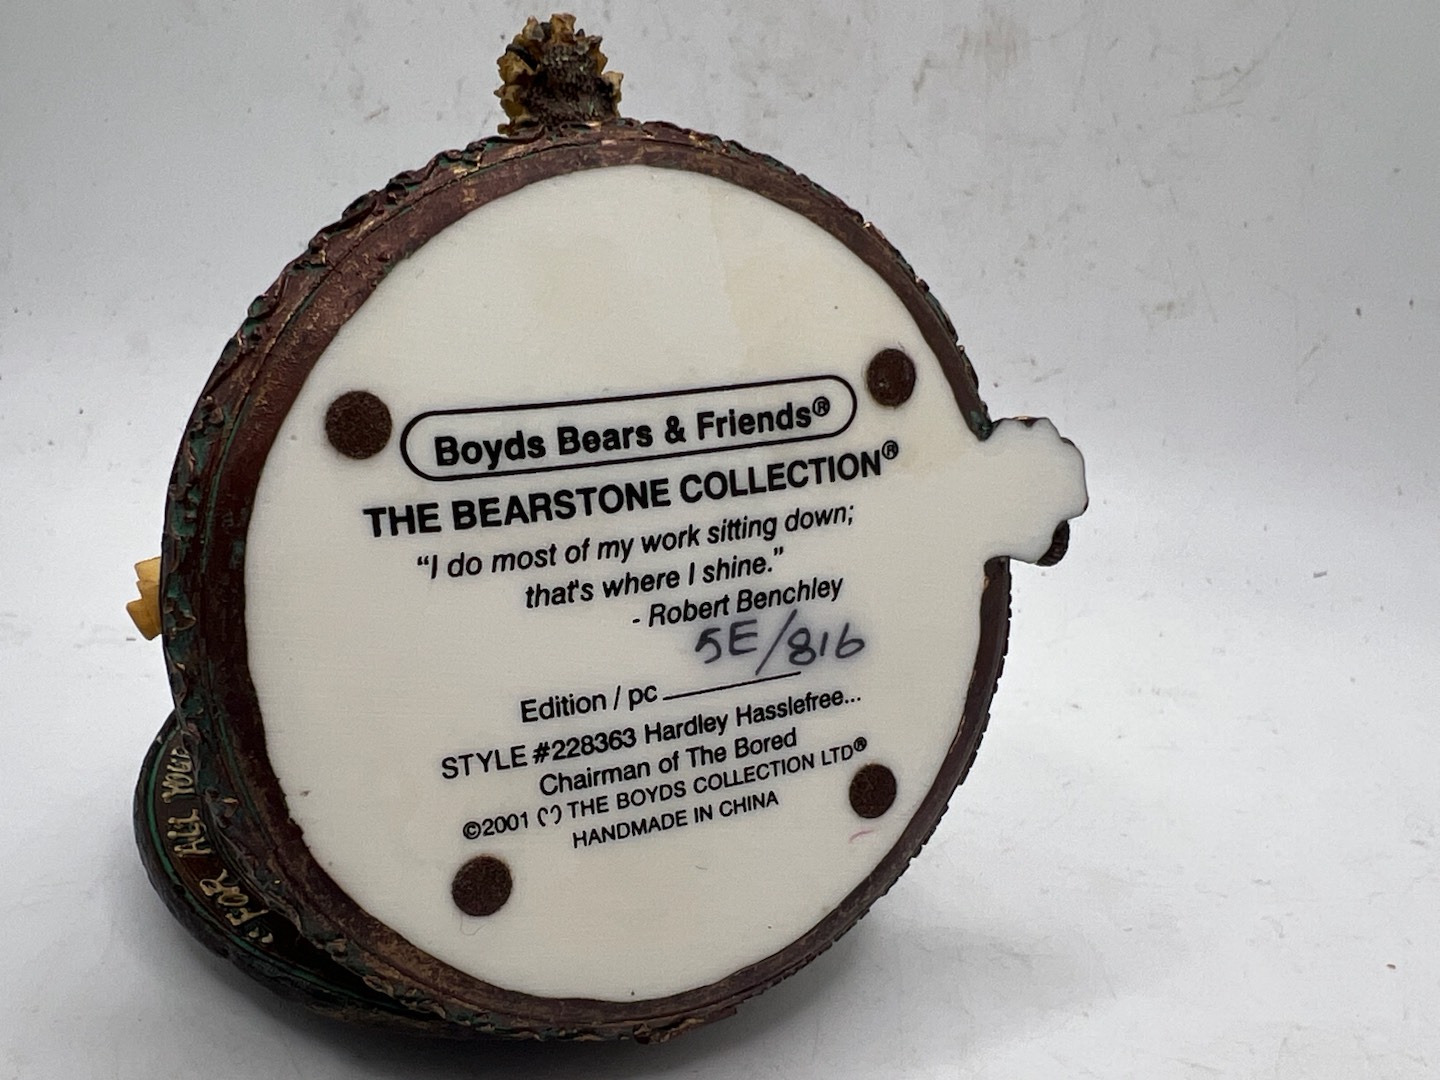 Boyds Bears & Friends®
THE BEARSTONE COLLECTION®
"I do most of my work sitting down;
that's where I shine."
- Robert Benchley
5E/816
Edition / pc
STYLE #228363 Hardley Hasslefree...
Chairman of The Bored
©2001 THE BOYDS COLLECTION LTD®
HANDMADE IN CHINA
"FOR ALL YOUR